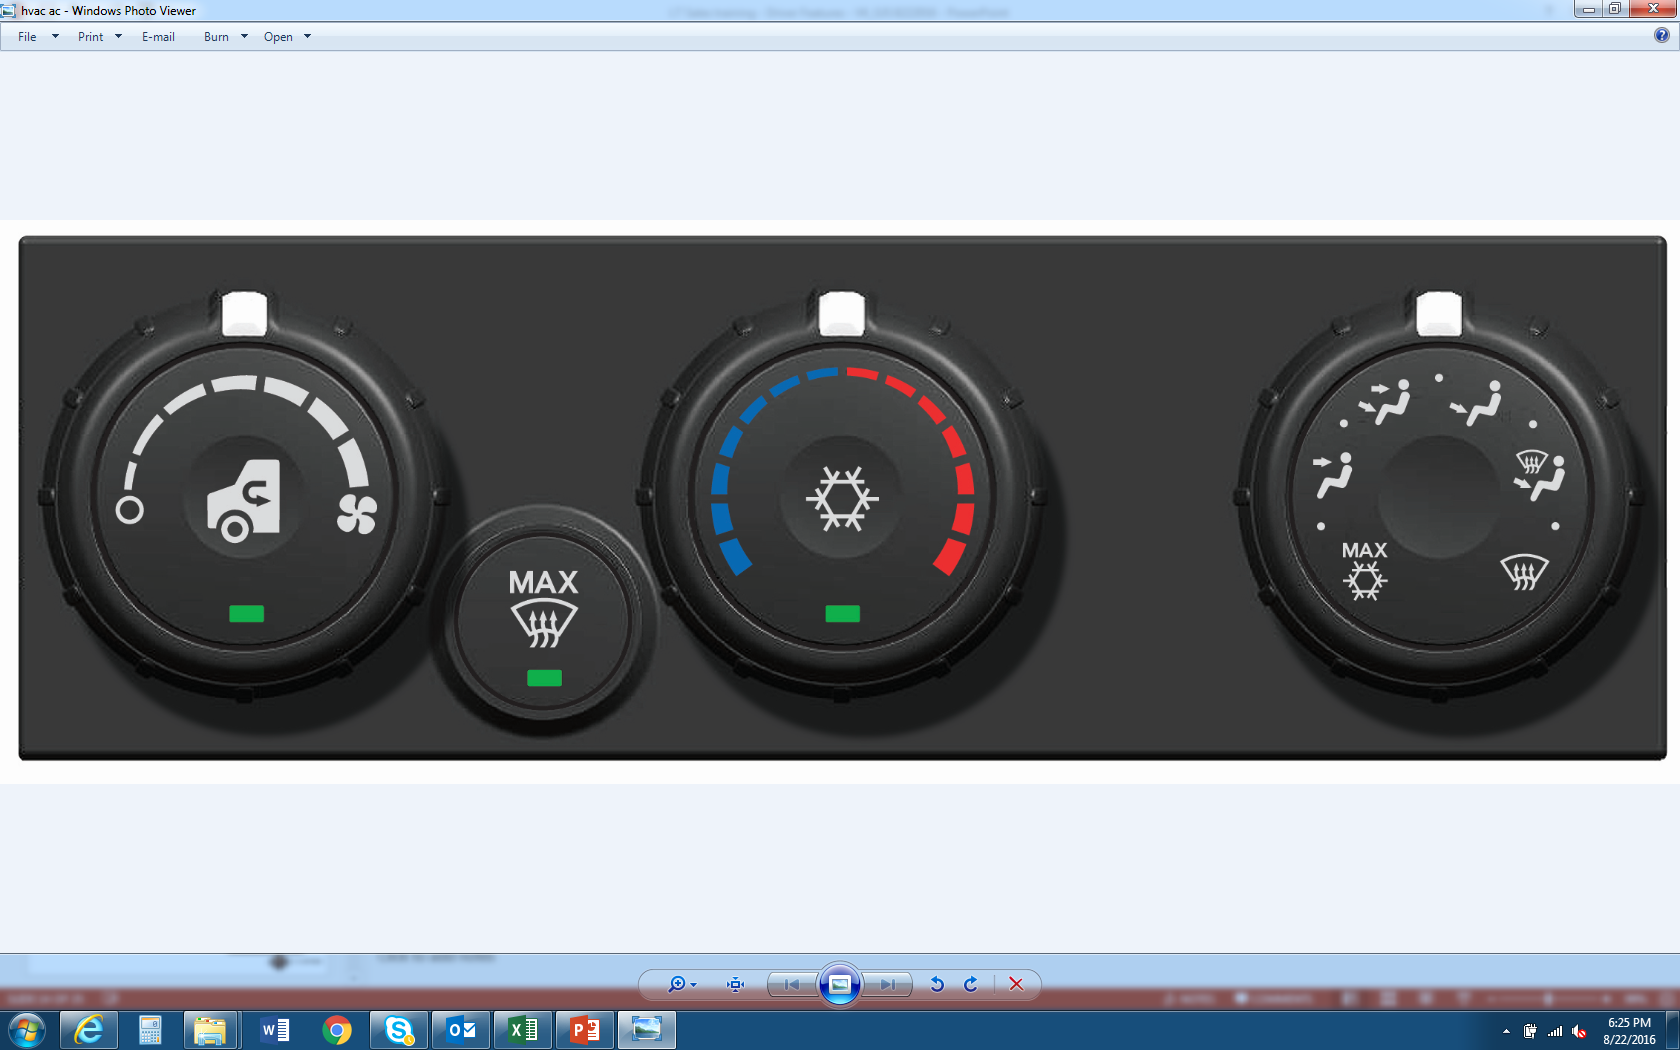 hvac ac - Windows Photo Viewer
File Print E-mail Burn Open
MAX
MAX
6:25 PM
8/22/2016